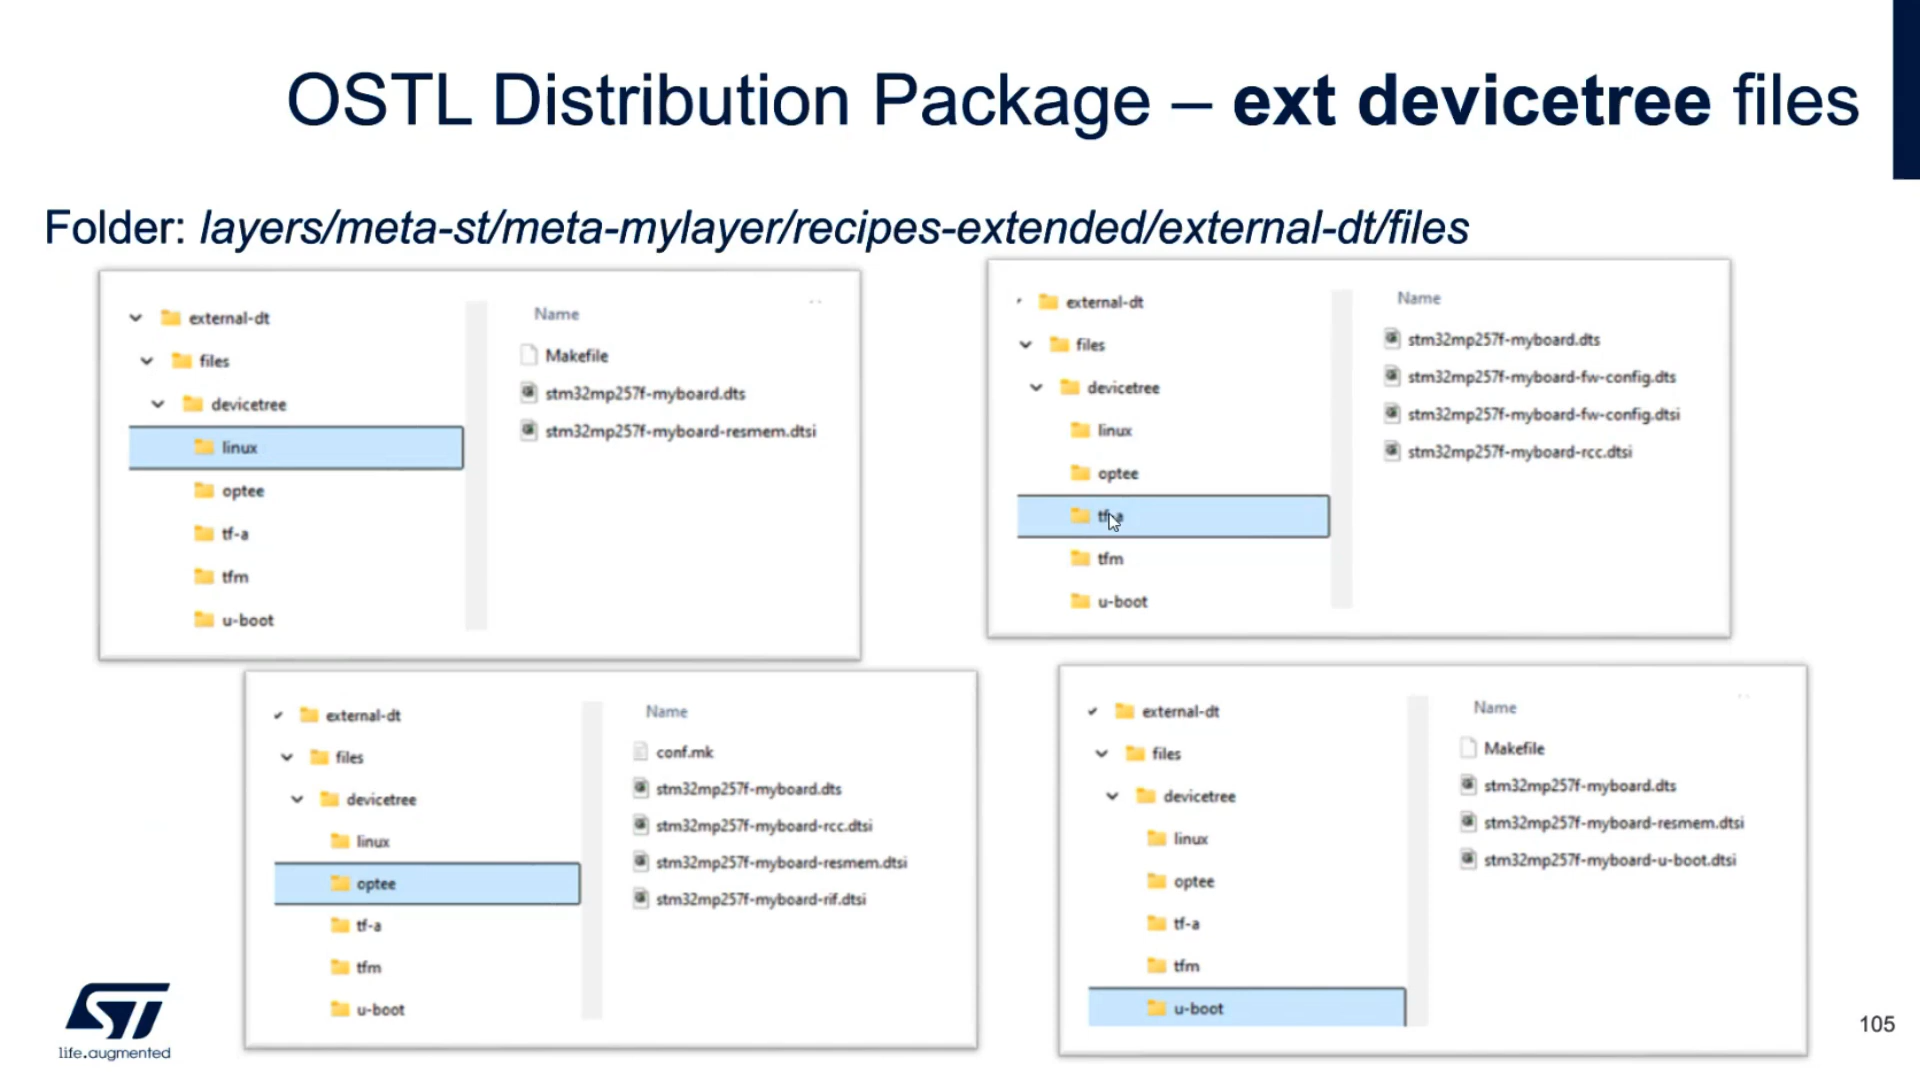 OSTL Distribution Package – ext devicetree files
Folder: layers/meta-st/meta-mylayer/recipes-extended/external-dt/files
external-dt
files
devicetree
linux
optee
tf-a
tfm
u-boot
Name
Makefile
stm32mp257f-myboard.dts
stm32mp257f-myboard-resmem.dtsi
external-dt
files
devicetree
linux
optee
tf-a
tfm
u-boot
Name
stm32mp257f-myboard.dts
stm32mp257f-myboard-fw-config.dts
stm32mp257f-myboard-fw-config.dtsi
stm32mp257f-myboard-rcc.dtsi
external-dt
files
devicetree
linux
optee
tf-a
tfm
u-boot
Name
conf.mk
stm32mp257f-myboard.dts
stm32mp257f-myboard-rcc.dtsi
stm32mp257f-myboard-resmem.dtsi
stm32mp257f-myboard-rif.dtsi
external-dt
files
devicetree
linux
optee
tf-a
tfm
u-boot
Name
Makefile
stm32mp257f-myboard.dts
stm32mp257f-myboard-resmem.dtsi
stm32mp257f-myboard-u-boot.dtsi
ST
life.augmented
105